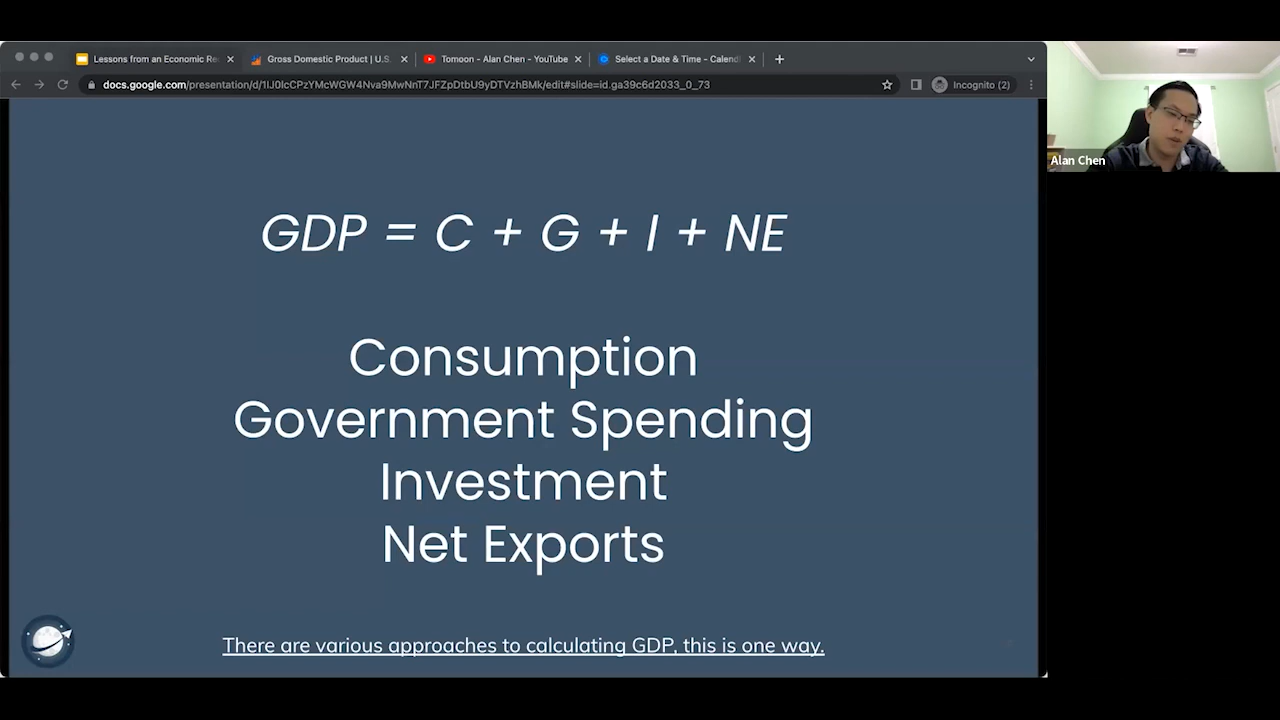 Lessons from an Economic Re
Gross Domestic Product | U.S.
Tomoon - Alan Chen - YouTube
Select a Date & Time - Calendl
docs.google.com/presentation/d/1lJ0IcCPzYMcWGW4Nva9MwNnT7JFZpDtbU9yDTVzhBMk/edit#slide=id.ga39c6d2033_0_73
Incognito (2)
Alan Chen
GDP = C + G + I + NE
Consumption
Government Spending
Investment
Net Exports
There are various approaches to calculating GDP, this is one way.